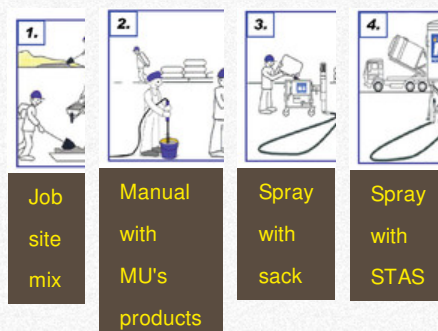 1.
2.
3.
4.
Job
site
mix
Manual
with
MU's
products
Spray
with
sack
Spray
with
STAS